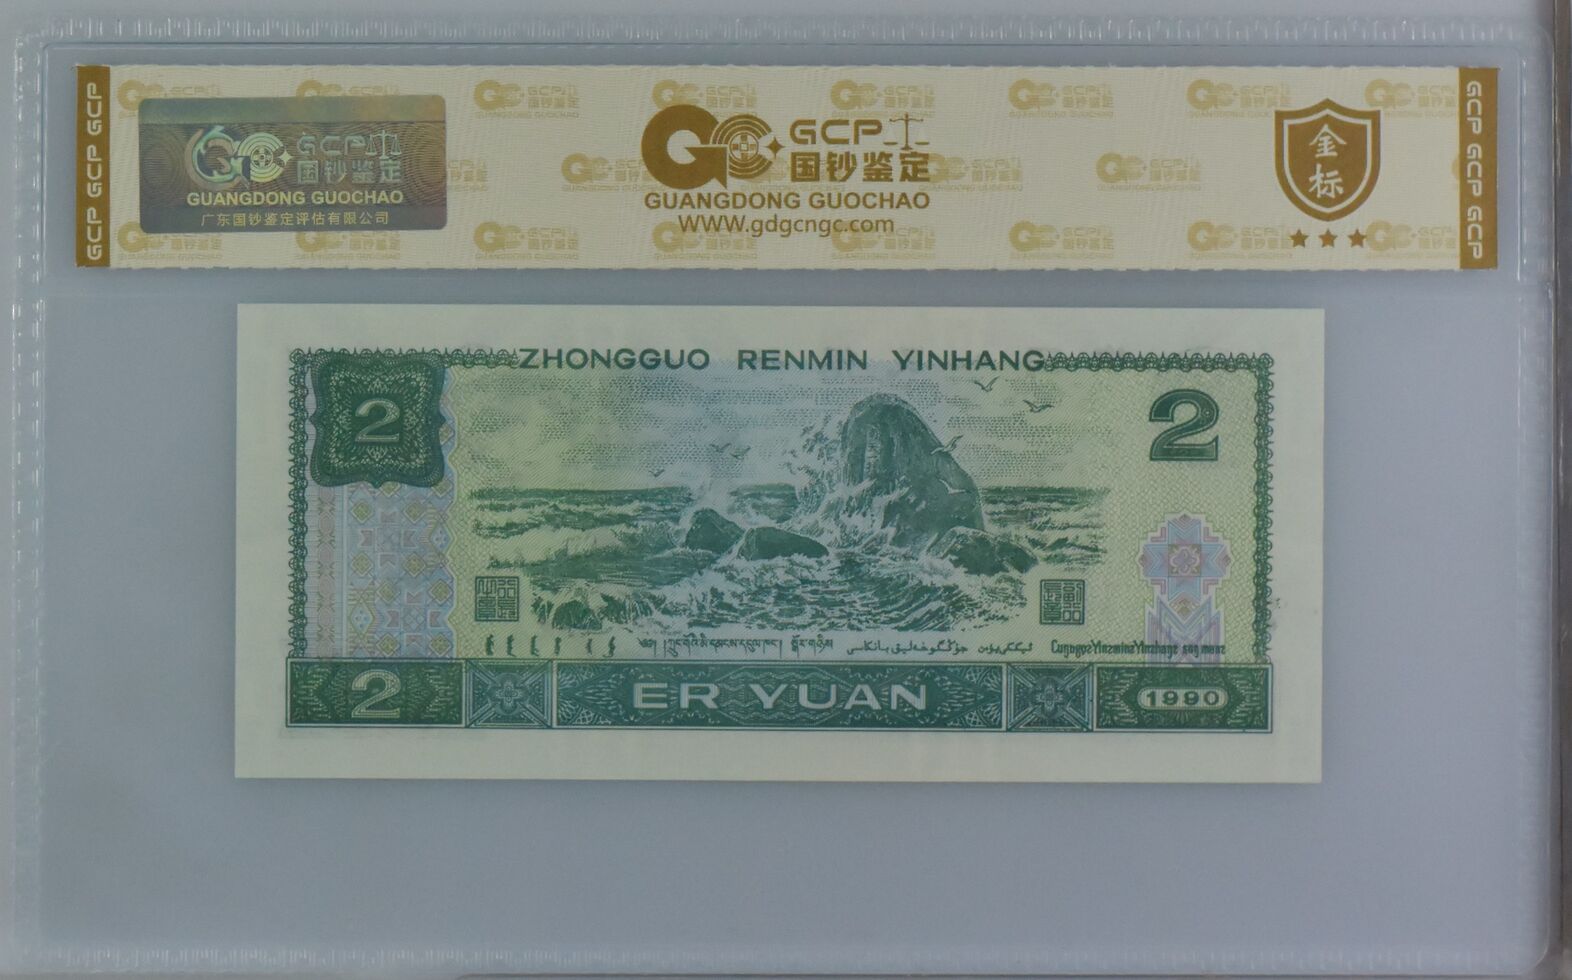 GCP GCP GCP
GCP
国钞鉴定
GUANGDONG GUOCHAO
广东国钞鉴定评估有限公司
GCP
国钞鉴定
GUANGDONG GUOCHAO
WWW.gdgcngc.com
金标
GCP GCP GCP
ZHONGGUO RENMIN YINHANG
2
2
2
ER YUAN
1990